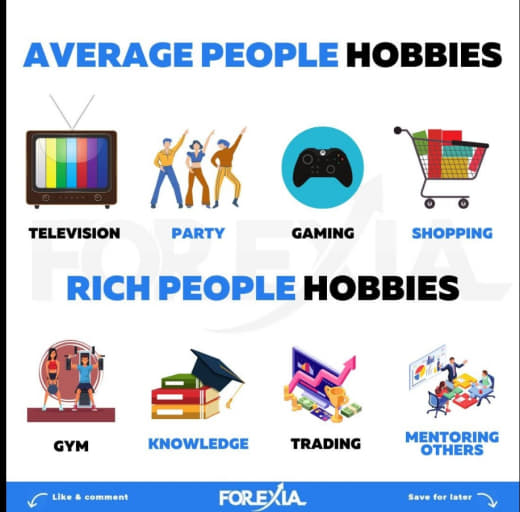 AVERAGE PEOPLE HOBBIES
TELEVISION PARTY GAMING SHOPPING
FOREXIA
RICH PEOPLE HOBBIES
GYM KNOWLEDGE TRADING MENTORING OTHERS
Like & comment FOREXIA Save for later